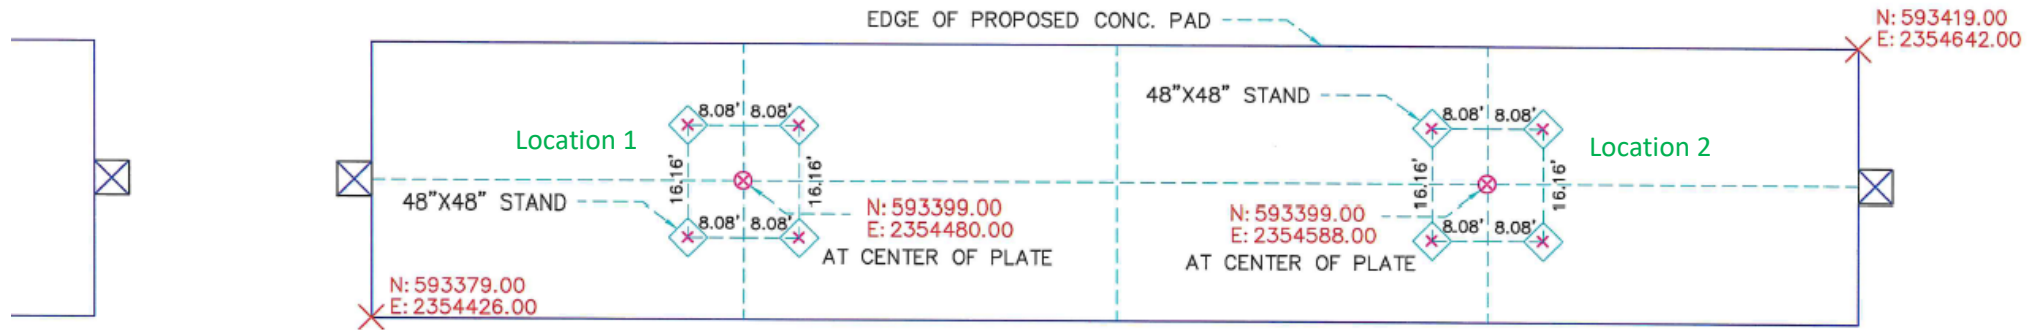 EDGE OF PROPOSED CONC. PAD
N: 593419.00
E: 2354642.00
48"X48" STAND
8.08' 8.08'
8.08' 8.08'
Location 1
Location 2
16.16'
16.16'
16.16'
16.16'
48"X48" STAND
N: 593399.00
E: 2354480.00
AT CENTER OF PLATE
N: 593399.00
E: 2354588.00
AT CENTER OF PLATE
8.08' 8.08'
8.08' 8.08'
N: 593379.00
E: 2354426.00